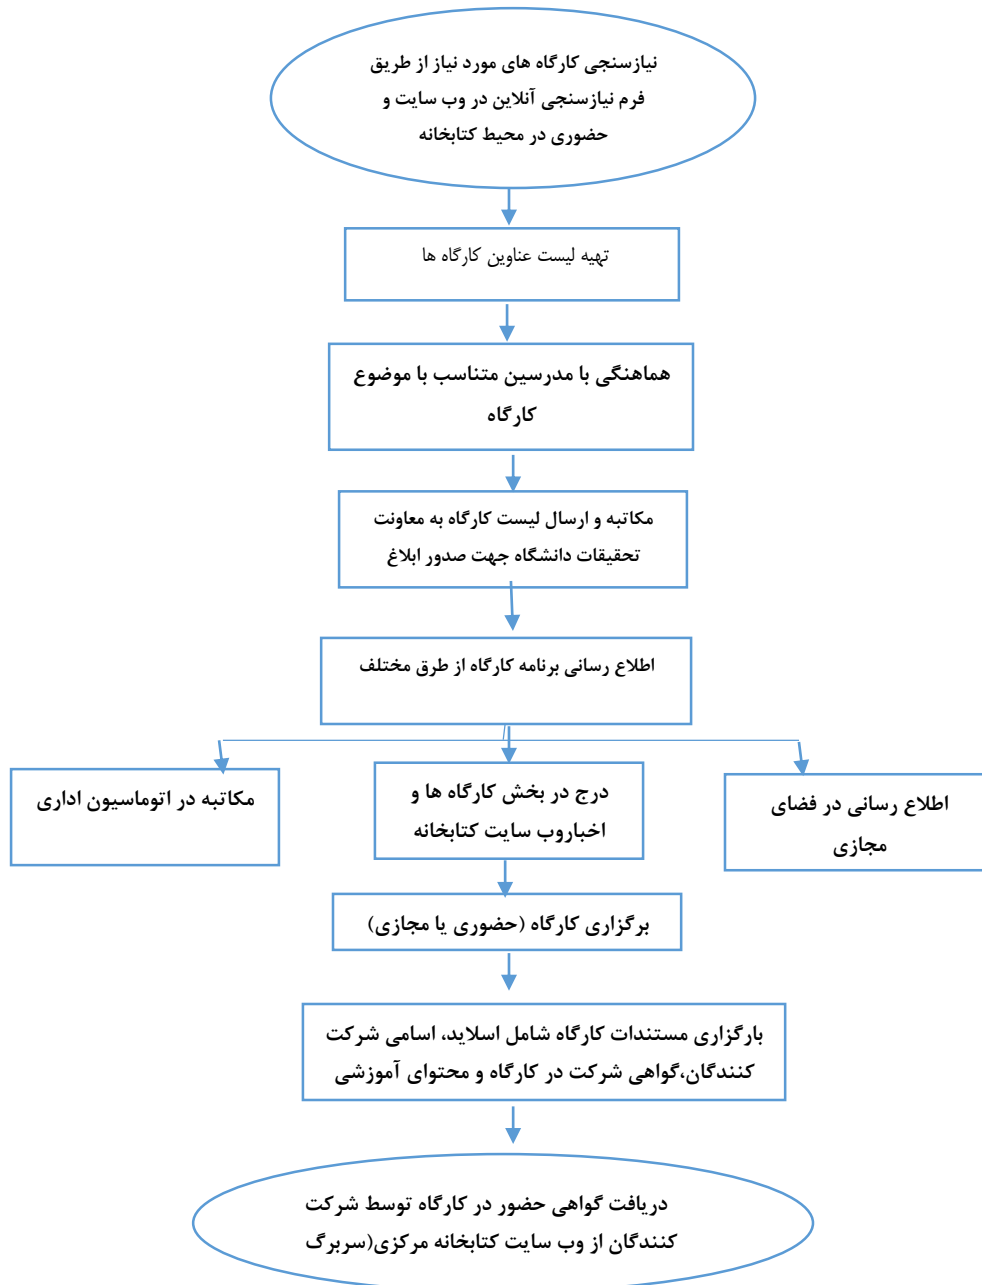 نیازسنجی کارگاه های مورد نیاز از طریق
فرم نیازسنجی آنلاین در وب سایت و
حضوری در محیط کتابخانه
تهیه لیست عناوین کارگاه ها
هماهنگی با مدرسین متناسب با موضوع
کارگاه
مکاتبه و ارسال لیست کارگاه به معاونت
تحقیقات دانشگاه جهت صدور ابلاغ
اطلاع رسانی برنامه کارگاه از طرق مختلف
اطلاع رسانی در فضای
مجازی
درج در بخش کارگاه ها و
اخباروب سایت کتابخانه
مکاتبه در اتوماسیون اداری
برگزاری کارگاه (حضوری یا مجازی)
بارگزاری مستندات کارگاه شامل اسلاید، اسامی شرکت
کنندگان،گواهی شرکت در کارگاه و محتوای آموزشی
دریافت گواهی حضور در کارگاه توسط شرکت
کنندگان از وب سایت کتابخانه مرکزی(سربرگ